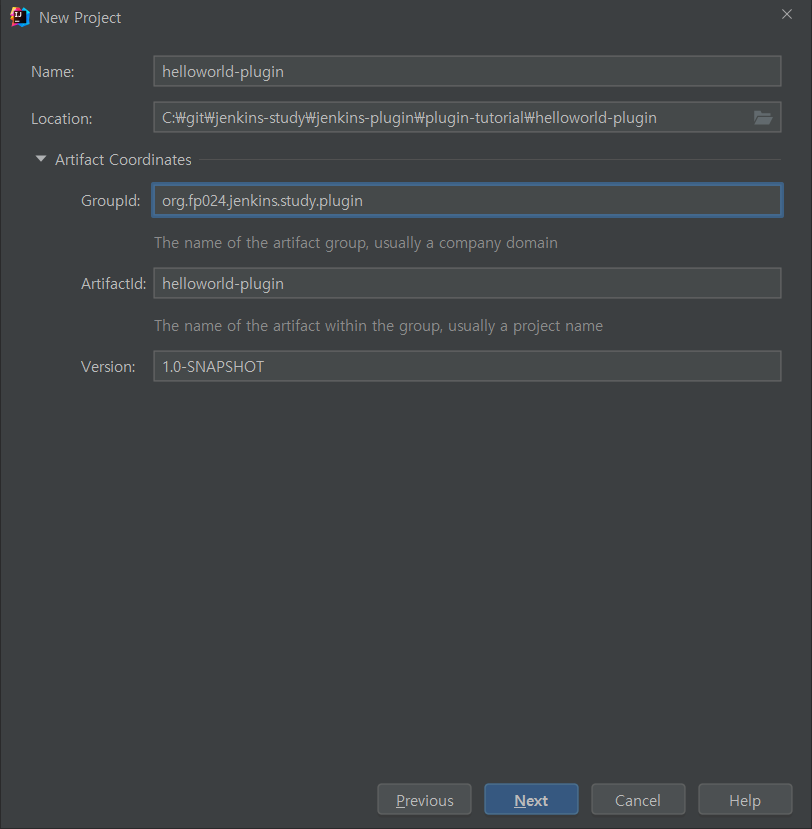 New Project
Name: helloworld-plugin
Location: C:₩git₩jenkins-study₩jenkins-plugin₩plugin-tutorial₩helloworld-plugin
Artifact Coordinates
GroupId: org.fp024.jenkins.study.plugin
The name of the artifact group, usually a company domain
ArtifactId: helloworld-plugin
The name of the artifact within the group, usually a project name
Version: 1.0-SNAPSHOT
Previous Next Cancel Help